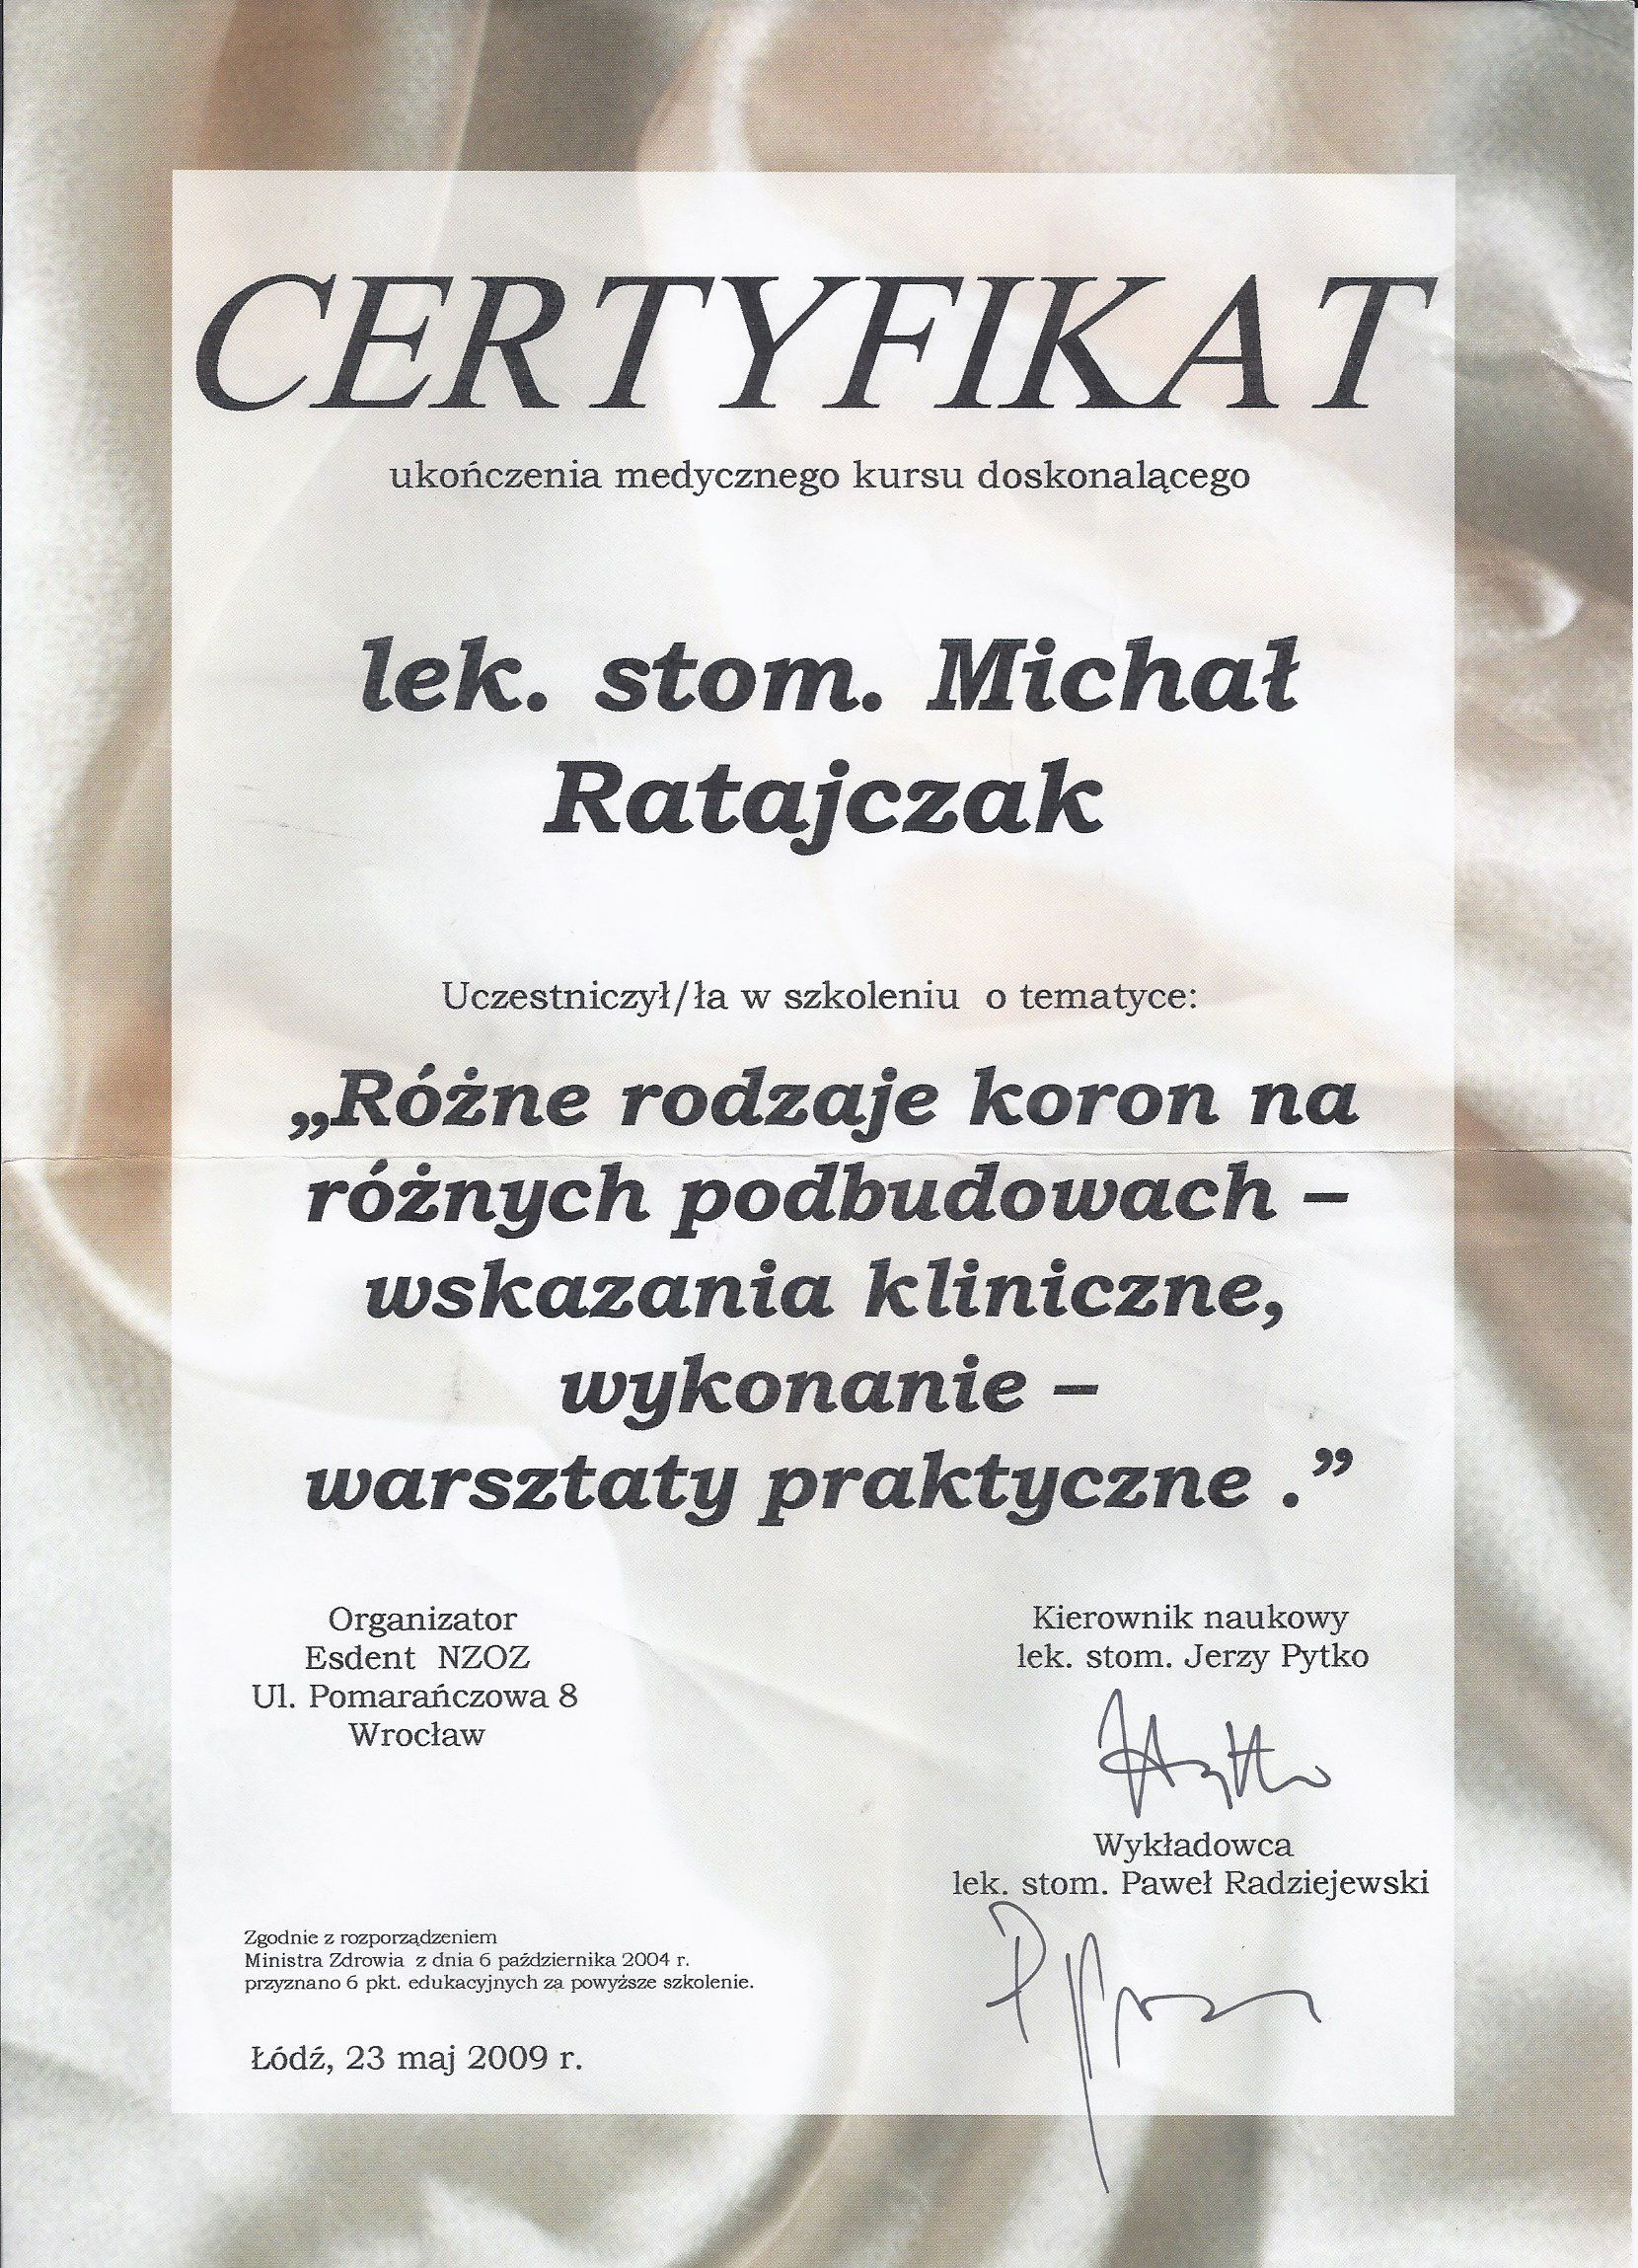 CERTYFIKAT
ukończenia medycznego kursu doskonalącego
lek. stom. Michał
Ratajczak
Uczestniczył/ła w szkoleniu o tematyce:
„Różne rodzaje koron na
różnych podbudowach –
wskazania kliniczne,
wykonanie –
warsztaty praktyczne .”
Organizator
Esdent NZOZ
Ul. Pomarańczowa 8
Wrocław
Kierownik naukowy
lek. stom. Jerzy Pytko
Wykładowca
lek. stom. Paweł Radziejewski
Zgodnie z rozporządzeniem
Ministra Zdrowia z dnia 6 października 2004 r.
przyznano 6 pkt. edukacyjnych za powyższe szkolenie.
Łódź, 23 maj 2009 r.